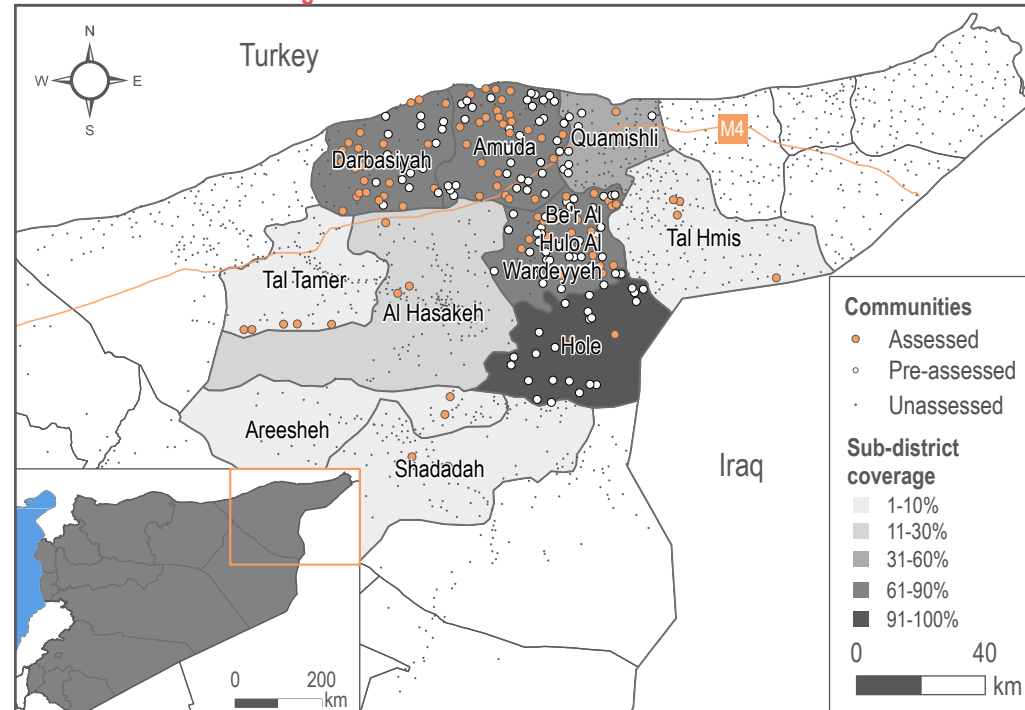 N
W
E
S
Turkey
M4
Quamishli
Amuda
Darbasiyah
Be'r Al
Hulo Al
Wardeyyeh
Tal Hmis
Tal Tamer
Al Hasakeh
Hole
Areesheh
Shadadah
Iraq
Communities
Assessed
Pre-assessed
Unassessed
Sub-district
coverage
1-10%
11-30%
31-60%
61-90%
91-100%
0 40
km
0 200
km